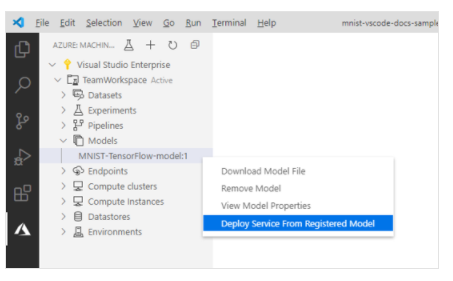 File Edit Selection View Go Run Terminal Help mnist-vscode-docs-sample
AZURE: MACHIN...
Visual Studio Enterprise
TeamWorkspace Active
Datasets
Experiments
Pipelines
Models
MNIST-TensorFlow-model:1
Endpoints
Compute clusters
Compute Instances
Datastores
Environments
Download Model File
Remove Model
View Model Properties
Deploy Service From Registered Model